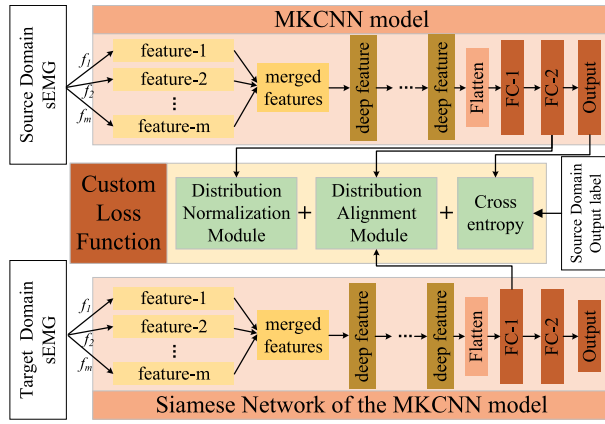 MKCNN model
Source Domain
sEMG
f1
f2
fm
feature-1
feature-2
...
feature-m
merged
features
deep feature
...
deep feature
Flatten
FC-1
FC-2
Output
Custom
Loss
Function
Distribution
Normalization
Module
+
Distribution
Alignment
Module
+
Cross
entropy
Source Domain
Output label
Target Domain
sEMG
f1
f2
fm
feature-1
feature-2
...
feature-m
merged
features
deep feature
...
deep feature
Flatten
FC-1
FC-2
Output
Siamese Network of the MKCNN model